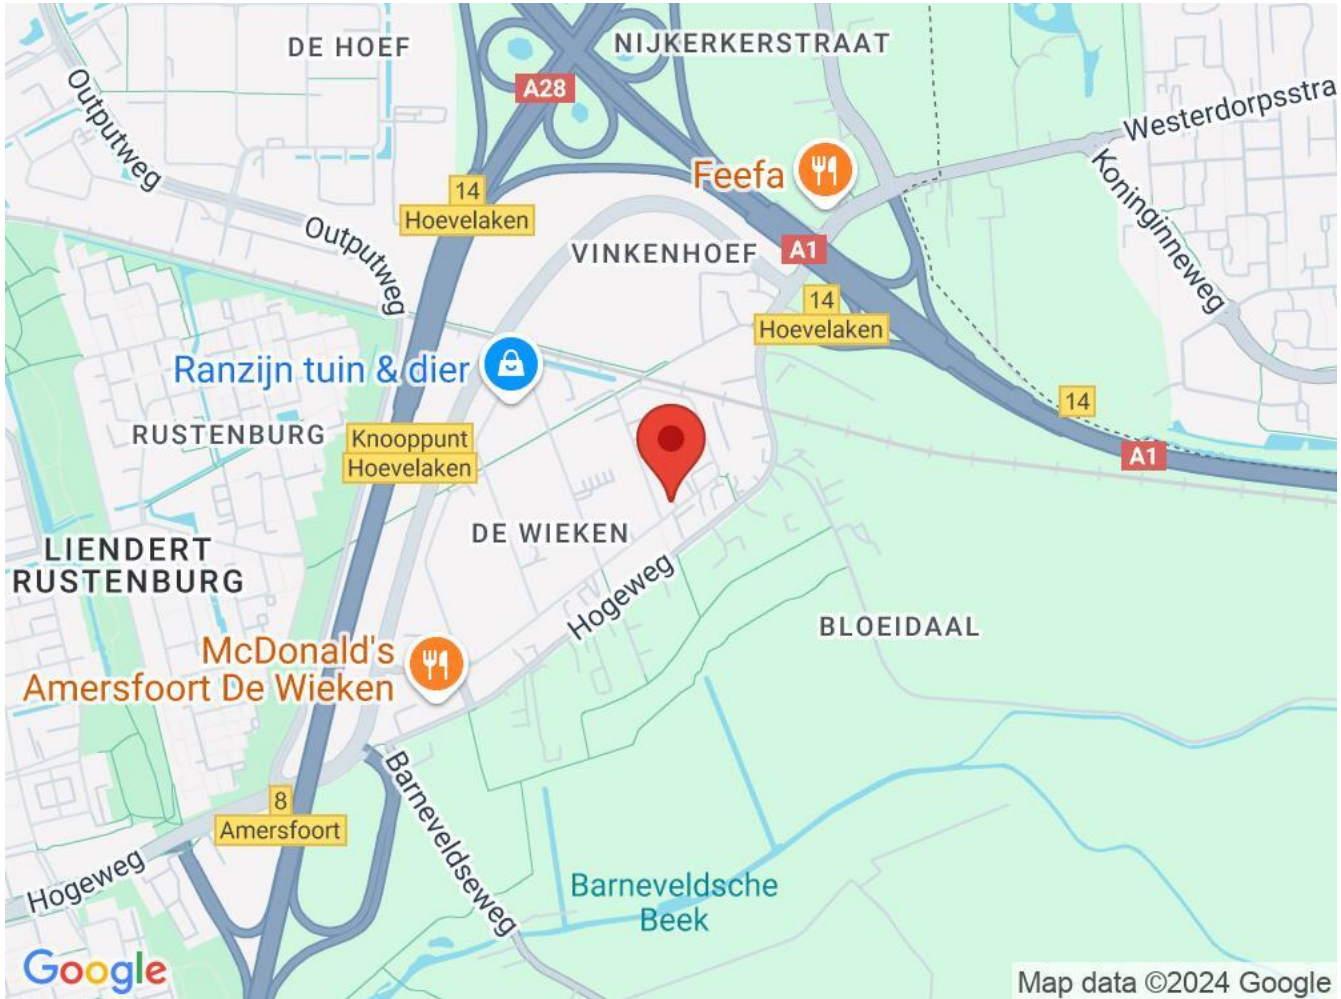 DE HOEF
NIJKERKERSTRAAT
A28
Outputweg
Westerdorpsstra
Feefa
Koninginneweg
14
Hoevelaken
Outputweg
VINKENHOEF
A1
14
Hoevelaken
Ranzijn tuin & dier
14
RUSTENBURG
Knooppunt
Hoevelaken
A1
DE WIEKEN
LIENDERT
RUSTENBURG
Hogeweg
BLOEIDAAL
McDonald's
Amersfoort De Wieken
Barneveldseweg
8
Amersfoort
Hogeweg
Barneveldsche
Beek
Google
Map data ©2024 Google